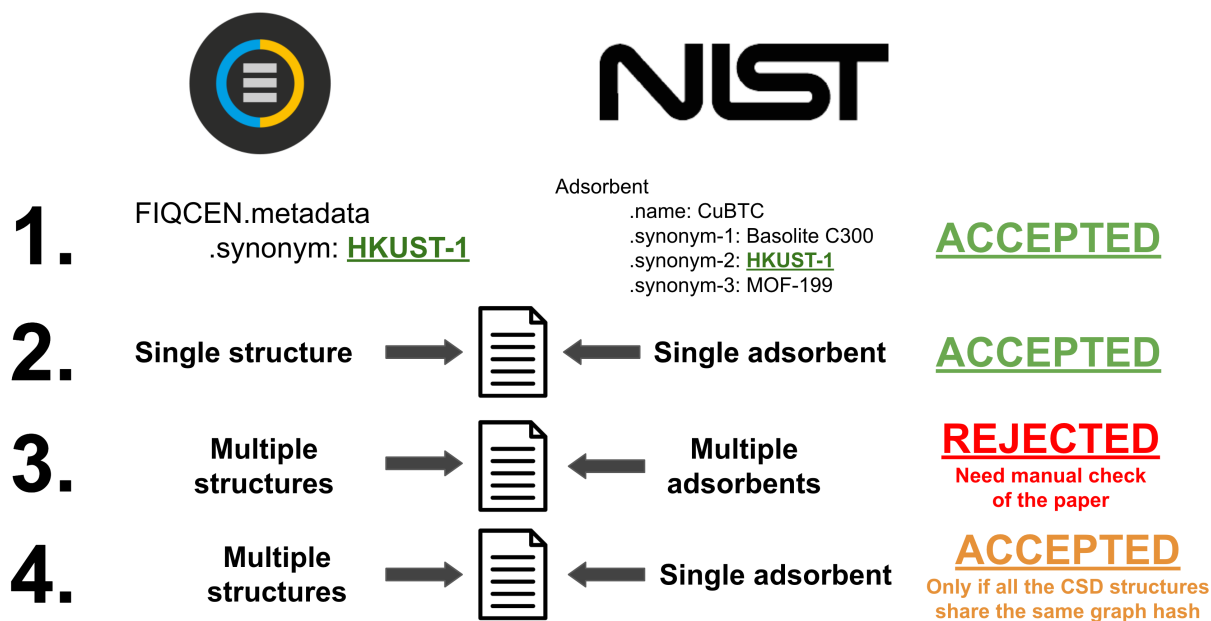 NIST
1.
FIQCEN.metadata
.synonym: HKUST-1
Adsorbent
.name: CuBTC
.synonym-1: Basolite C300
.synonym-2: HKUST-1
.synonym-3: MOF-199
ACCEPTED
2.
Single structure
Single adsorbent
ACCEPTED
3.
Multiple
structures
Multiple
adsorbents
REJECTED
Need manual check
of the paper
4.
Multiple
structures
Single adsorbent
ACCEPTED
Only if all the CSD structures
share the same graph hash